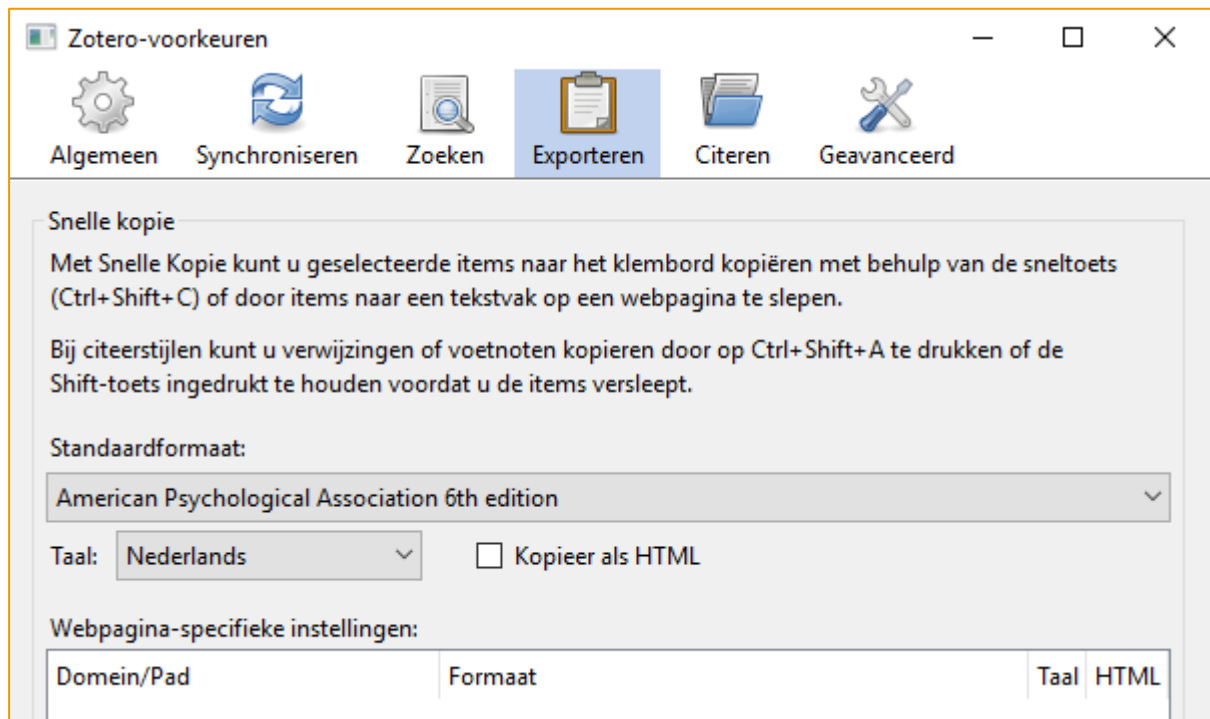 Zotero-voorkeuren
Algemeen Synchroniseren Zoeken Exporteren Citeren Geavanceerd
Snelle kopie
Met Snelle Kopie kunt u geselecteerde items naar het klembord kopiëren met behulp van de sneltoets
(Ctrl+Shift+C) of door items naar een tekstvak op een webpagina te slepen.
Bij citeerstijlen kunt u verwijzingen of voetnoten kopieren door op Ctrl+Shift+A te drukken of de
Shift-toets ingedrukt te houden voordat u de items versleept.
Standaardformaat:
American Psychological Association 6th edition
Taal: Nederlands Kopieer als HTML
Webpagina-specifieke instellingen:
Domein/Pad Formaat Taal HTML